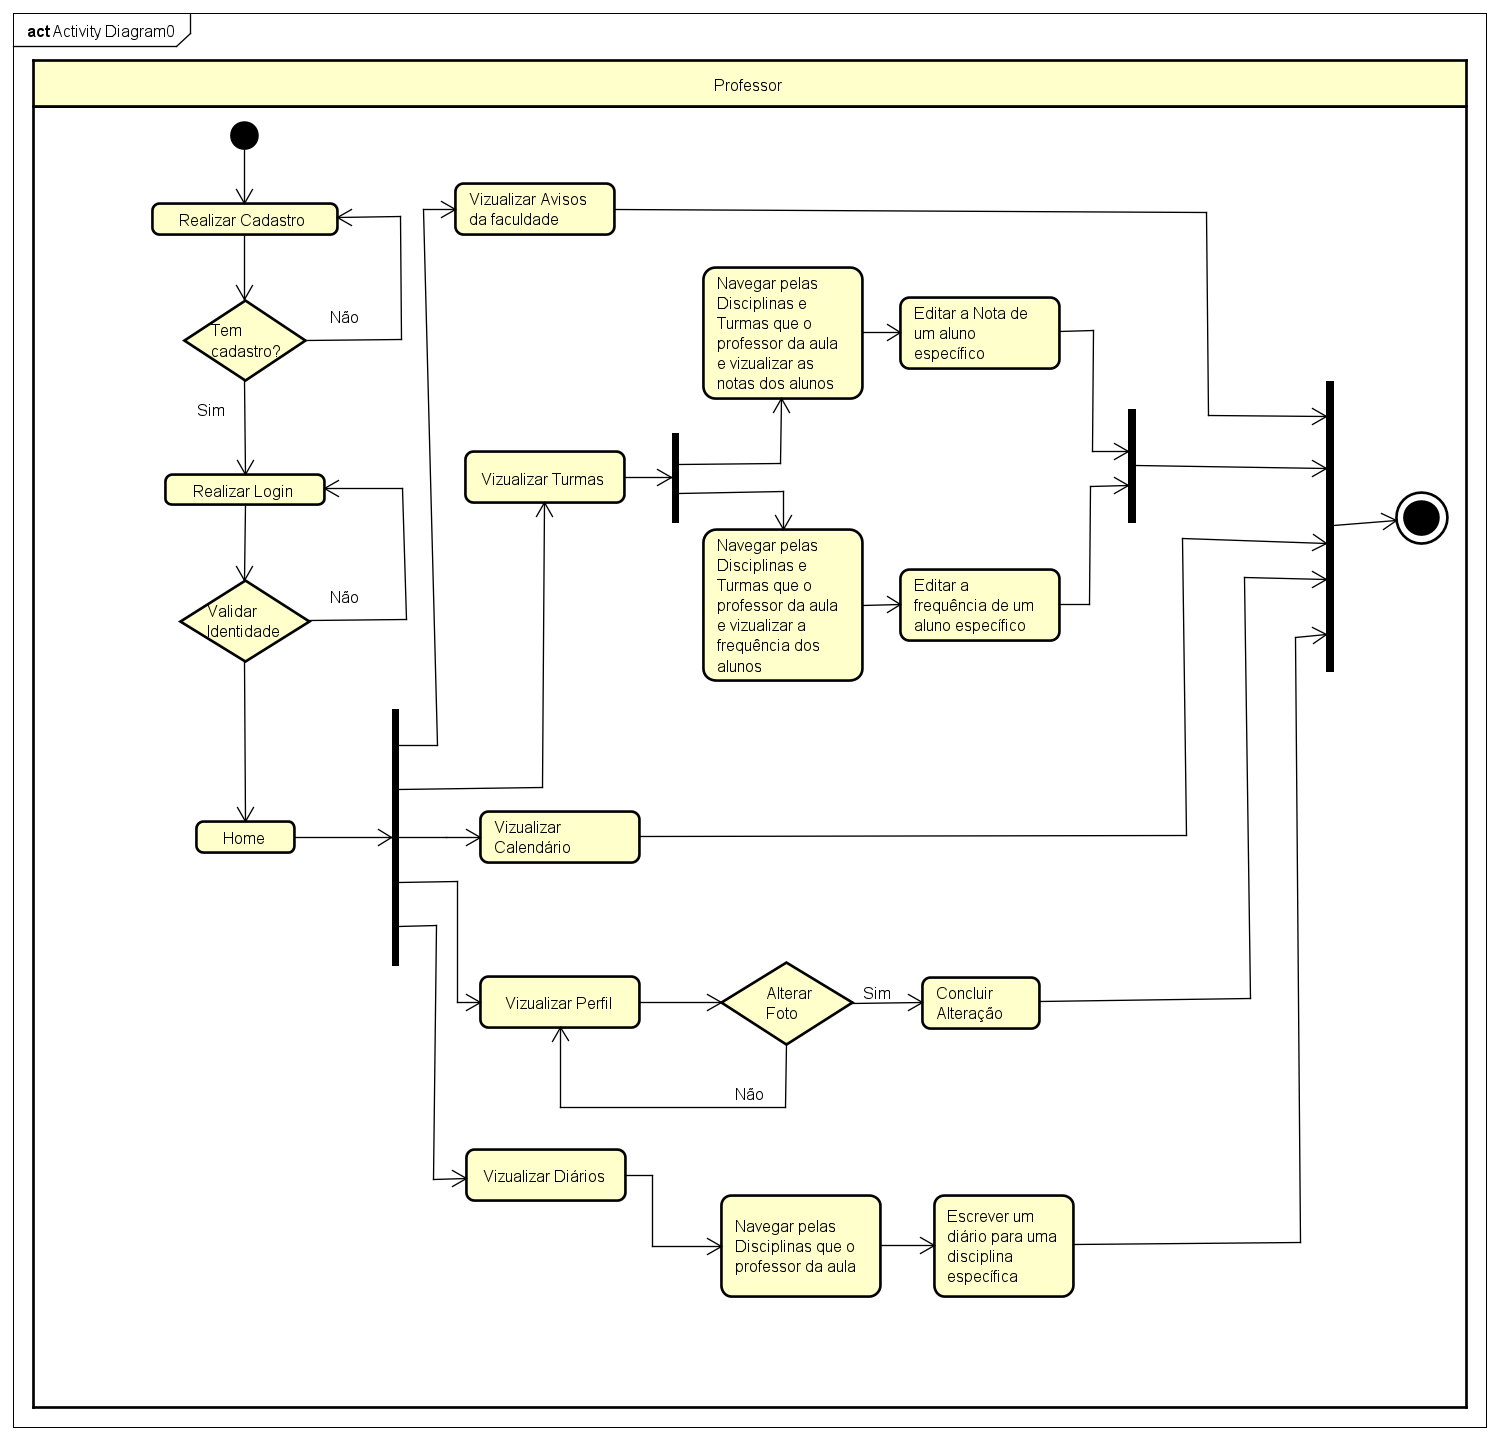 act Activity Diagram0
Professor
Realizar Cadastro
Tem
cadastro?
Não
Sim
Realizar Login
Validar
Identidade
Não
Home
Vizualizar Avisos
da faculdade
Vizualizar Turmas
Navegar pelas
Disciplinas e
Turmas que o
professor da aula
e vizualizar as
notas dos alunos
Editar a Nota de
um aluno
específico
Navegar pelas
Disciplinas e
Turmas que o
professor da aula
e vizualizar a
frequência dos
alunos
Editar a
frequência de um
aluno específico
Vizualizar
Calendário
Vizualizar Perfil
Alterar
Foto
Sim
Não
Concluir
Alteração
Vizualizar Diários
Navegar pelas
Disciplinas que o
professor da aula
Escrever um
diário para uma
disciplina
específica